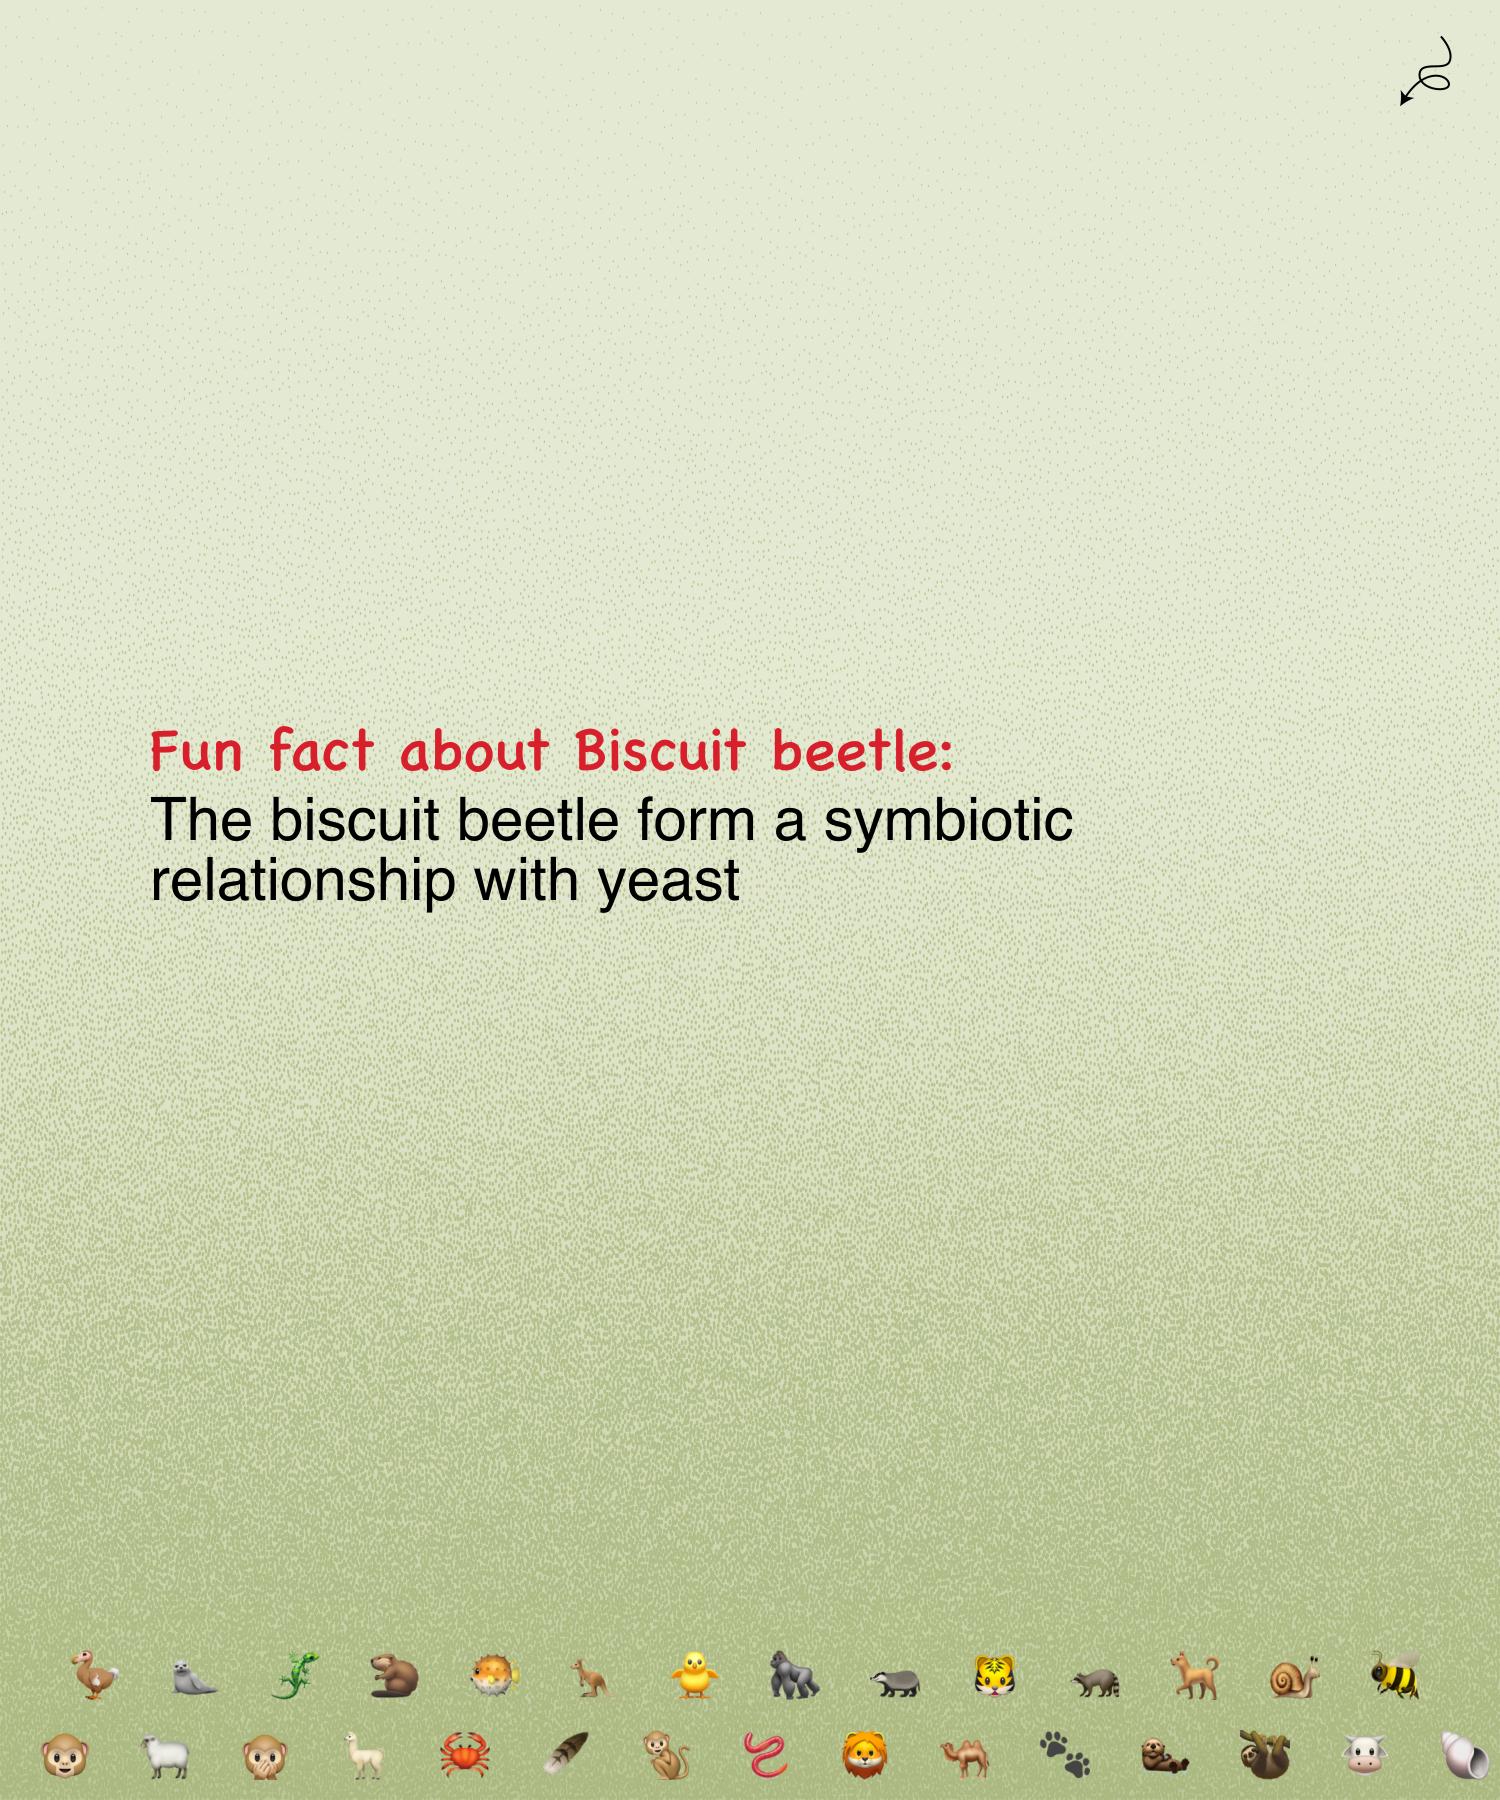 Fun fact about Biscuit beetle:
The biscuit beetle form a symbiotic
relationship with yeast